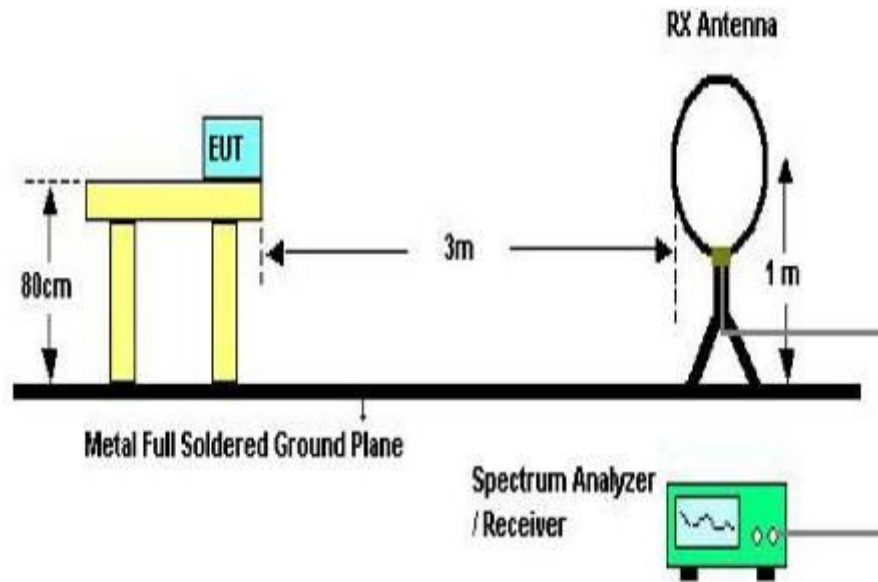 RX Antenna
EUT
3m
80cm
1 m
Metal Full Soldered Ground Plane
Spectrum Analyzer
/ Receiver